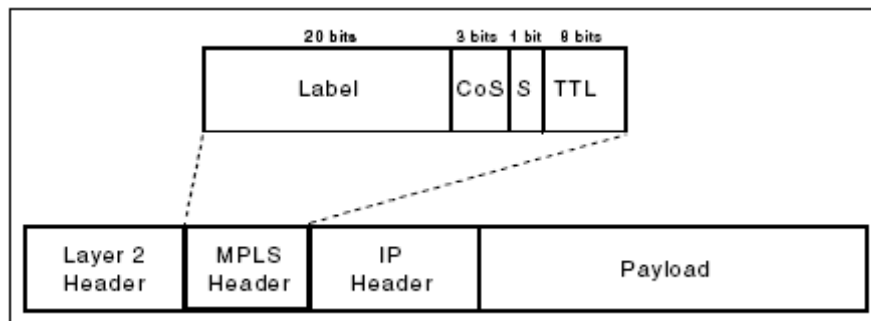 20 bits 3 bits 1 bit 8 bits
Label CoS S TTL
Layer 2 Header
MPLS Header
IP Header
Payload